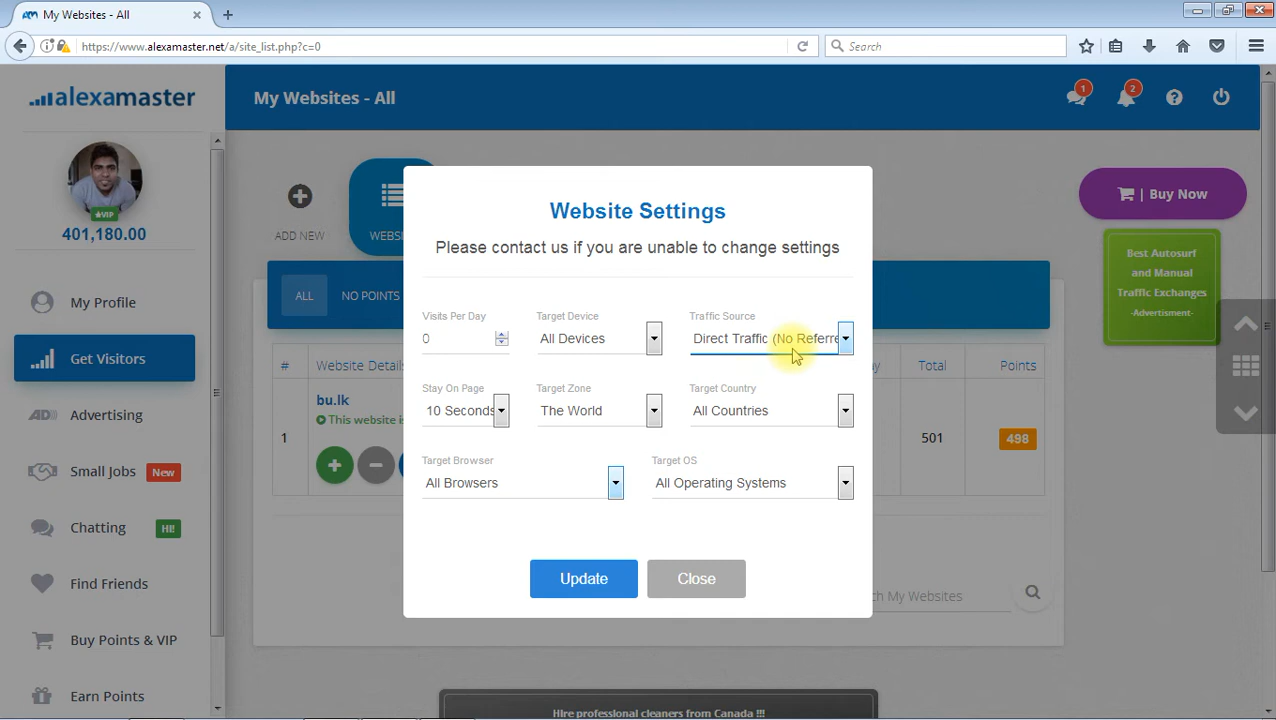 My Websites - All
https://www.alexamaster.net/a/site_list.php?c=0
Search
alexamaster
My Websites - All
1
2
VIP
401,180.00
My Profile
Get Visitors
Advertising
Small Jobs New
Chatting HI!
Find Friends
Buy Points & VIP
Earn Points
ADD NEW
ALL
NO POINTS
# Website Details
Total
Points
1
bu.lk
This website is
501
498
Website Settings
Please contact us if you are unable to change settings
Visits Per Day
Target Device
Traffic Source
0
All Devices
Direct Traffic (No Referre
Stay On Page
Target Zone
Target Country
10 Seconds
The World
All Countries
Target Browser
Target OS
All Browsers
All Operating Systems
Update
Close
My Websites
| Buy Now
Best Autosurf
and Manual
Traffic Exchanges
-Advertisment-
Hire professional cleaners from Canada !!!